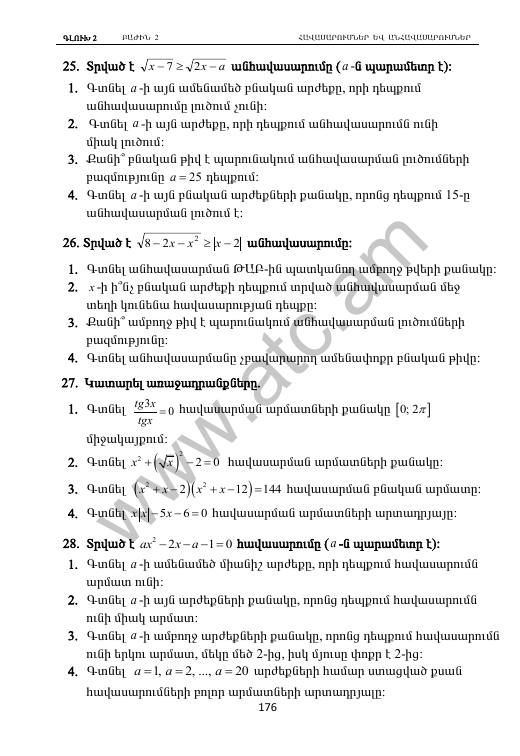 ԳԼՈՒԽ 2 ԲԱԺԻՆ 2 ՀԱՎԱՍԱՐՈՒՄՆԵՐ ԵՎ ԱՆՀԱՎԱՍԱՐՈՒՄՆԵՐ
25. Տրված է √(x − 7) ≥ √(2x − a) անհավասարումը (a -ն պարամետր է):
1. Գտնել a -ի այն ամենամեծ բնական արժեքը, որի դեպքում
անհավասարումը լուծում չունի:
2. Գտնել a -ի այն արժեքը, որի դեպքում անհավասարումն ունի
միակ լուծում:
3. Քանի՞ բնական թիվ է պարունակում անհավասարման լուծումների
բազմությունը a = 25 դեպքում:
4. Գտնել a -ի այն բնական արժեքների քանակը, որոնց դեպքում 15-ը
անհավասարման լուծում է:
26. Տրված է √(8 − 2x − x²) ≥ |x − 2| անհավասարումը:
1. Գտնել անհավասարման ԹԱԲ-ին պատկանող ամբողջ թվերի քանակը:
2. x -ի ի՞նչ բնական արժեքի դեպքում տրված անհավասարման մեջ
տեղի կունենա հավասարության դեպքը:
3. Քանի՞ ամբողջ թիվ է պարունակում անհավասարման լուծումների
բազմությունը:
4. Գտնել անհավասարմանը չբավարարող ամենափոքր բնական թիվը:
27. Կատարել առաջադրանքները.
1. Գտնել tg3x/tgx = 0 հավասարման արմատների քանակը [0; 2π]
միջակայքում:
2. Գտնել x² + (√x)² − 2 = 0 հավասարման արմատների քանակը:
3. Գտնել (x² + x − 2)(x² + x − 12) = 144 հավասարման բնական արմատը:
4. Գտնել x|x| − 5x − 6 = 0 հավասարման արմատների արտադրյալը:
28. Տրված է ax² − 2x − a − 1 = 0 հավասարումը (a -ն պարամետր է):
1. Գտնել a -ի ամենամեծ միանիշ արժեքը, որի դեպքում հավասարումն
արմատ ունի:
2. Գտնել a -ի այն արժեքների քանակը, որոնց դեպքում հավասարումն
ունի միակ արմատ:
3. Գտնել a -ի ամբողջ արժեքների քանակը, որոնց դեպքում հավասարումն
ունի երկու արմատ, մեկը մեծ 2-ից, իսկ մյուսը փոքր է 2-ից:
4. Գտնել a = 1, a = 2, ..., a = 20 արժեքների համար ստացված քսան
հավասարումների բոլոր արմատների արտադրյալը:
176
www.atc.am